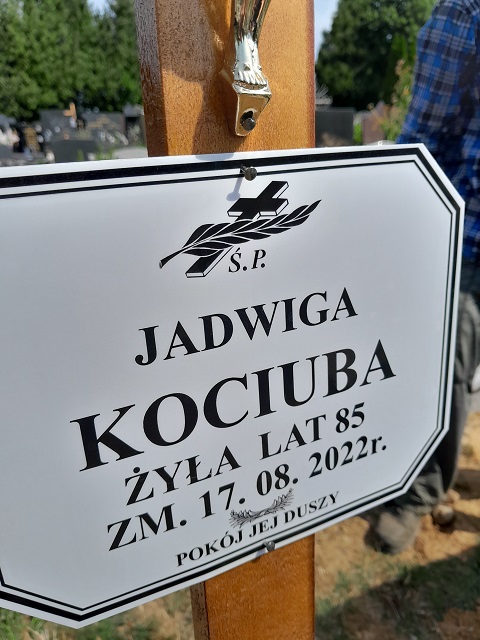 Ś.P.
JADWIGA
KOCIUBA
ŻYŁA LAT 85
ZM. 17. 08. 2022r.
POKÓJ JEJ DUSZY